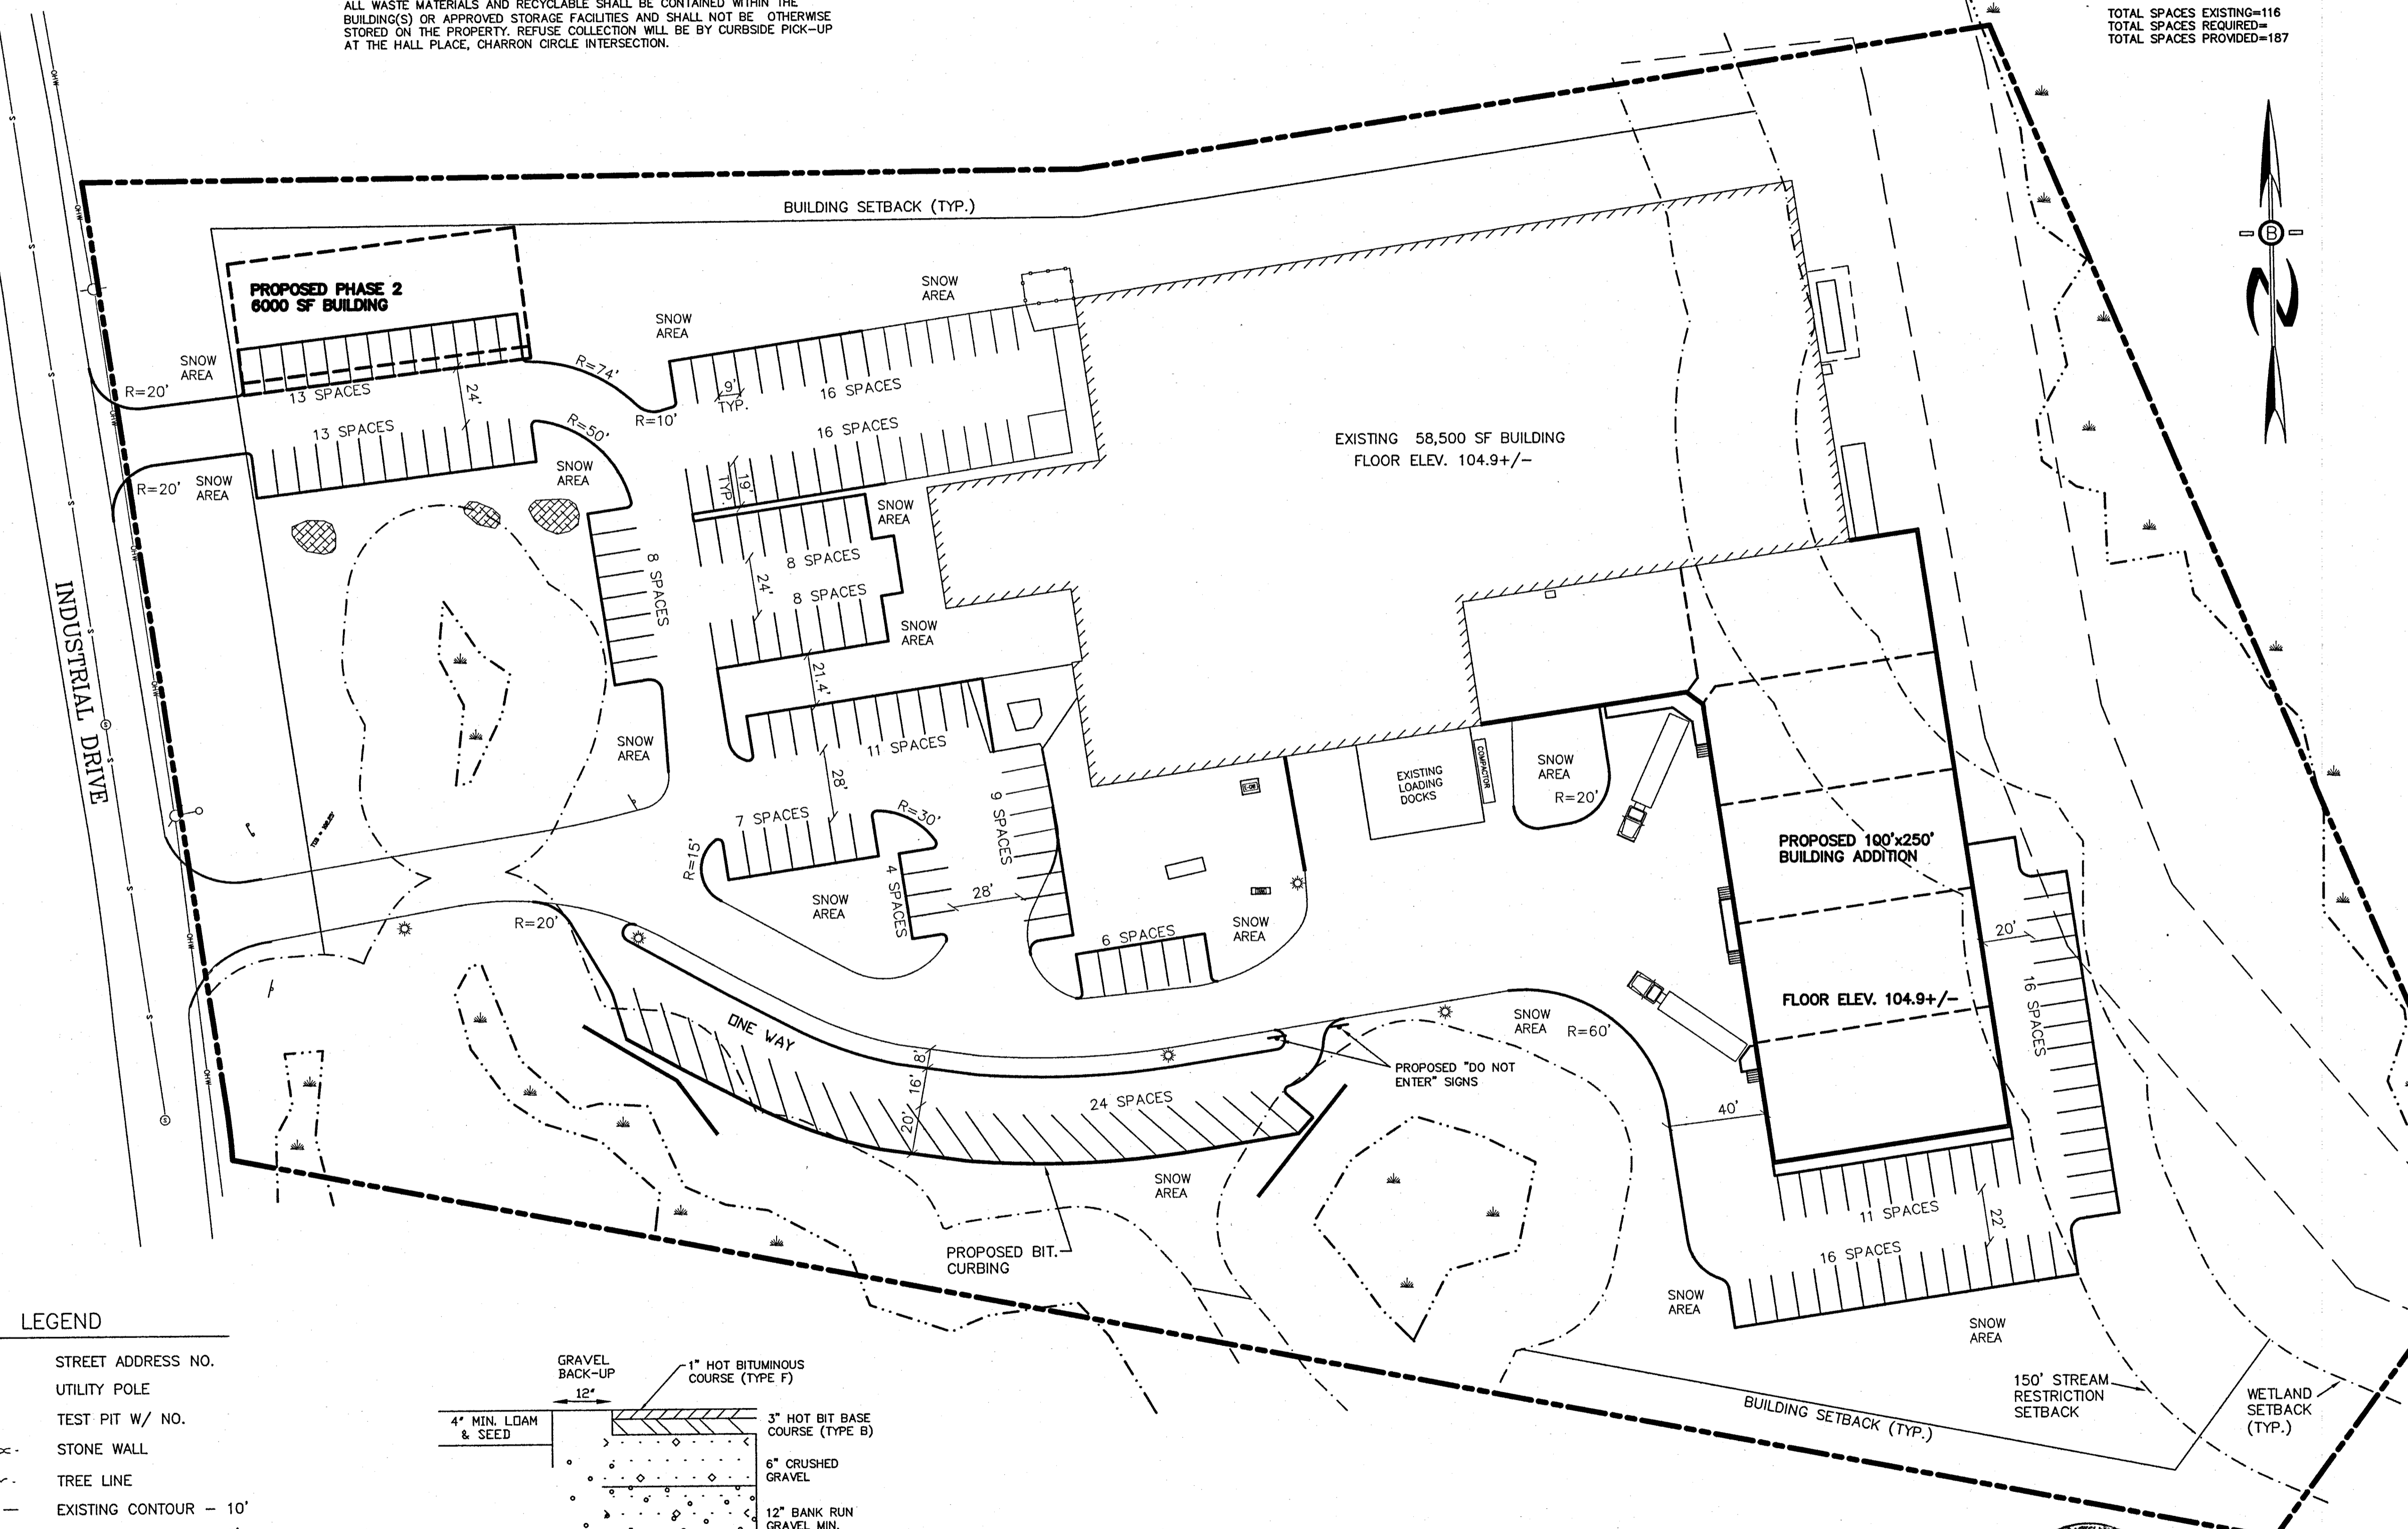 ALL WASTE MATERIALS AND RECYCLABLE SHALL BE CONTAINED WITHIN THE
BUILDING(S) OR APPROVED STORAGE FACILITIES AND SHALL NOT BE OTHERWISE
STORED ON THE PROPERTY. REFUSE COLLECTION WILL BE BY CURBSIDE PICK-UP
AT THE HALL PLACE, CHARRON CIRCLE INTERSECTION.
TOTAL SPACES EXISTING=116
TOTAL SPACES REQUIRED=
TOTAL SPACES PROVIDED=187
BUILDING SETBACK (TYP.)
PROPOSED PHASE 2
6000 SF BUILDING
SNOW
AREA
SNOW
AREA
SNOW
AREA
R=20'
13 SPACES
24'
R=74'
R=10'
9'
TYP.
16 SPACES
13 SPACES
R=50'
16 SPACES
R=20'
SNOW
AREA
SNOW
AREA
19'
TYP.
SNOW
AREA
8 SPACES
8 SPACES
24'
8 SPACES
SNOW
AREA
21.4'
EXISTING 58,500 SF BUILDING
FLOOR ELEV. 104.9+/-
B
INDUSTRIAL DRIVE
SNOW
AREA
11 SPACES
28'
9 SPACES
7 SPACES
R=30'
R=15'
4 SPACES
28'
SNOW
AREA
EXISTING
LOADING
DOCKS
COMPACTOR
SNOW
AREA
R=20'
PROPOSED 100'x250'
BUILDING ADDITION
FLOOR ELEV. 104.9+/-
R=20'
6 SPACES
SNOW
AREA
20'
16 SPACES
ONE WAY
8'
16'
20'
24 SPACES
SNOW
AREA
R=60'
PROPOSED "DO NOT
ENTER" SIGNS
40'
SNOW
AREA
PROPOSED BIT.
CURBING
11 SPACES
22'
16 SPACES
SNOW
AREA
SNOW
AREA
BUILDING SETBACK (TYP.)
150' STREAM
RESTRICTION
SETBACK
WETLAND
SETBACK
(TYP.)
LEGEND
STREET ADDRESS NO.
UTILITY POLE
TEST PIT W/ NO.
STONE WALL
TREE LINE
EXISTING CONTOUR - 10'
GRAVEL
BACK-UP
12"
1" HOT BITUMINOUS
COURSE (TYPE F)
4" MIN. LOAM
& SEED
3" HOT BIT BASE
COURSE (TYPE B)
6" CRUSHED
GRAVEL
12" BANK RUN
GRAVEL MIN.